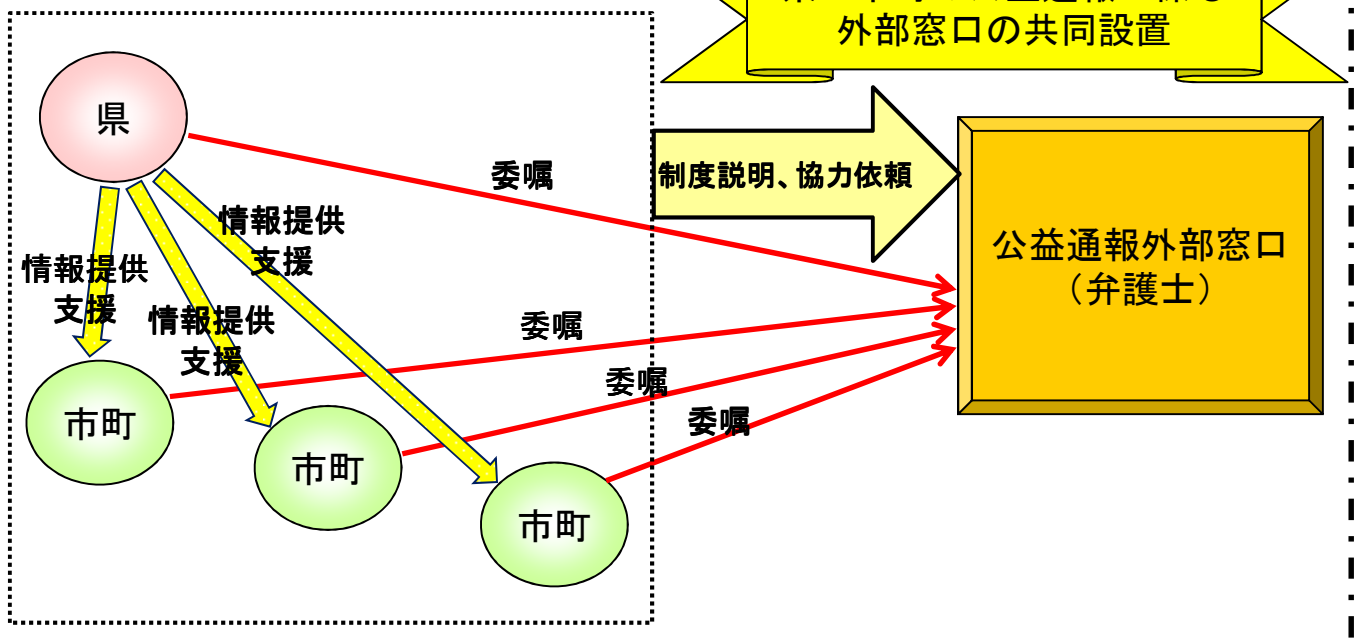 外部窓口の共同設置
県
委嘱
制度説明、協力依頼
情報提供
支援
情報提供
支援
情報提供
支援
公益通報外部窓口
（弁護士）
委嘱
委嘱
委嘱
市町
市町
市町